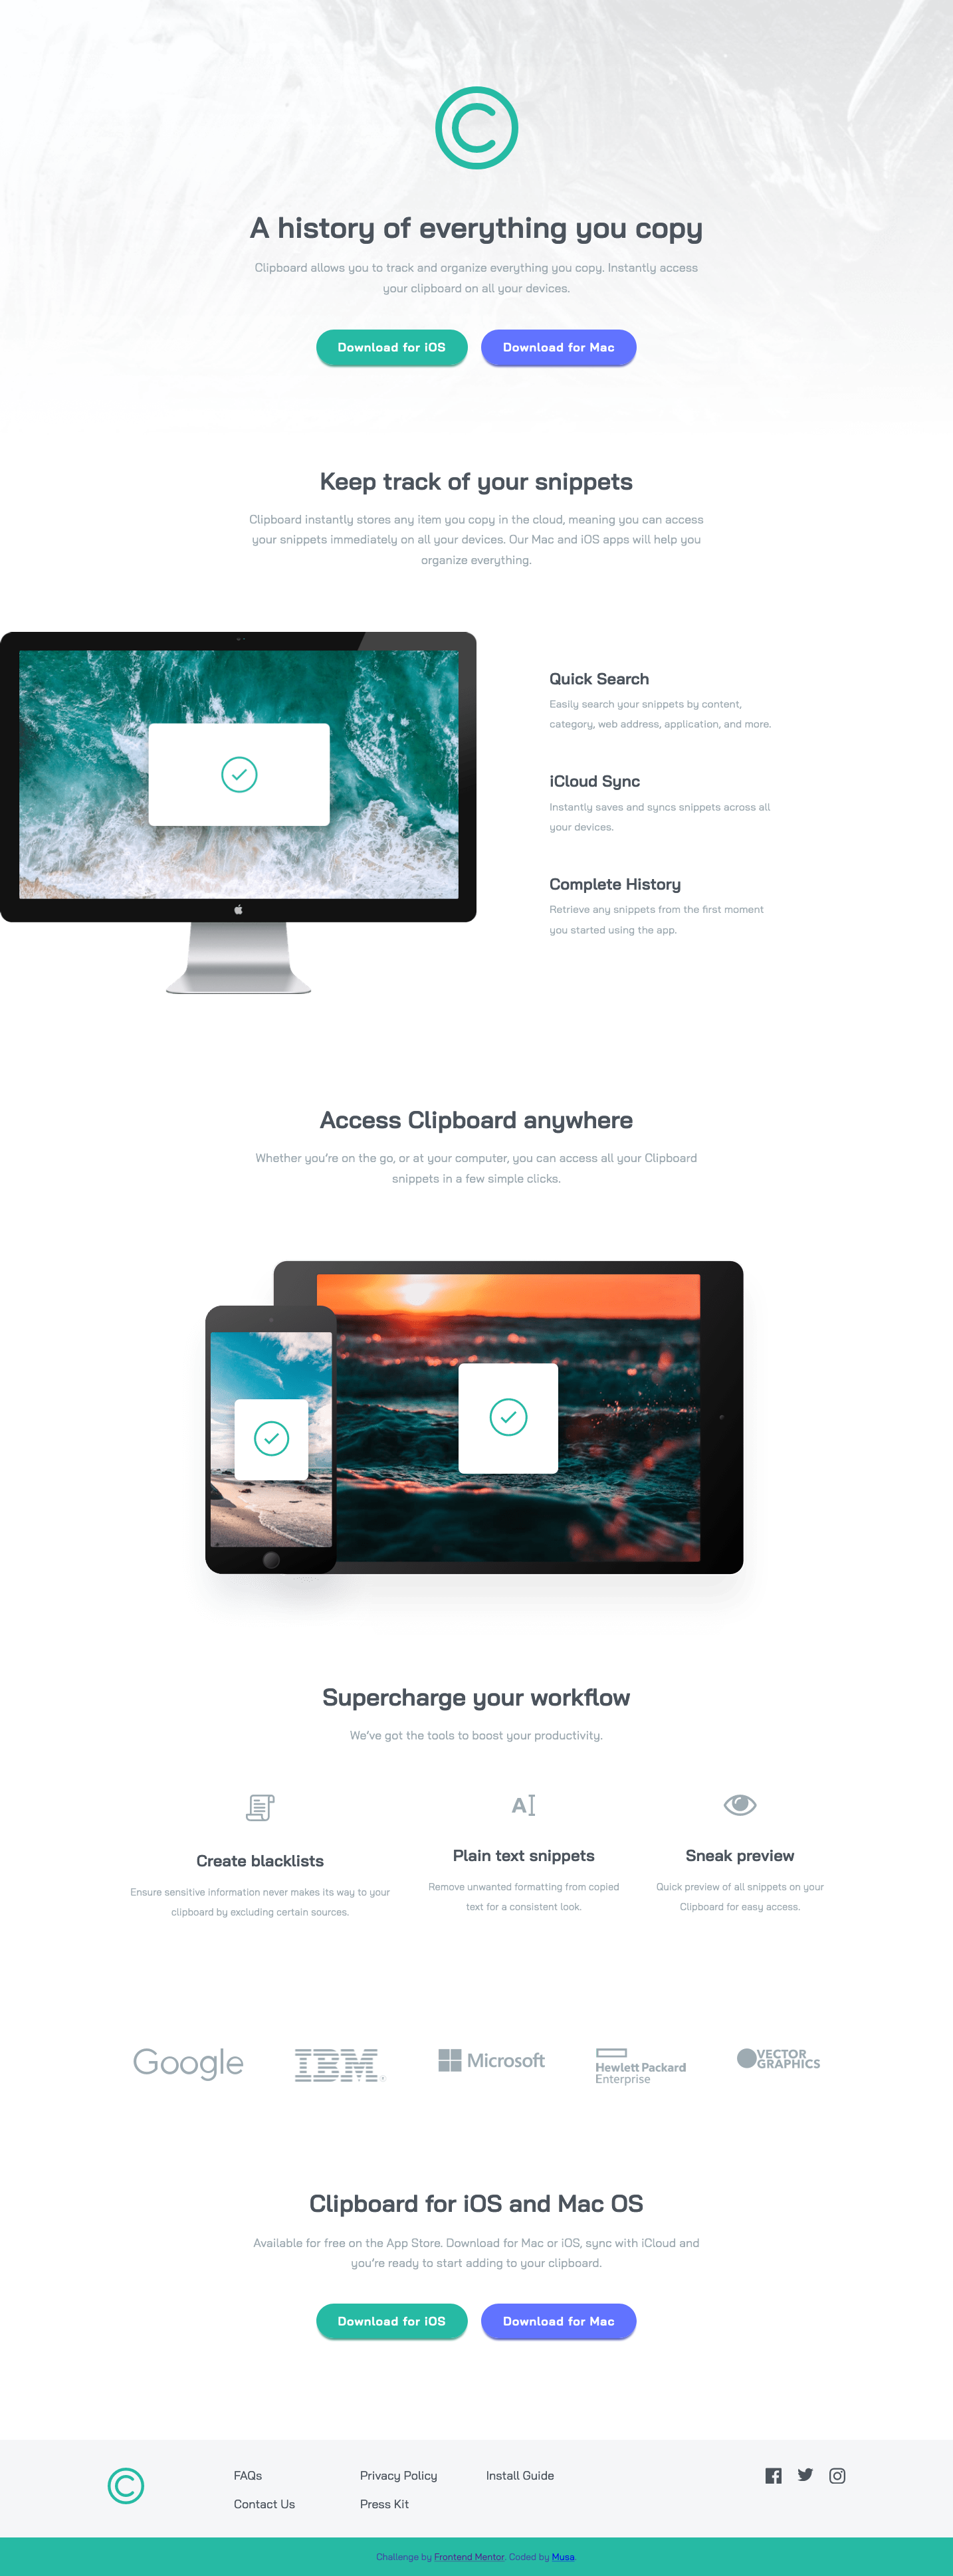 A history of everything you copy
Clipboard allows you to track and organize everything you copy. Instantly access
your clipboard on all your devices.
Download for iOS
Download for Mac
Keep track of your snippets
Clipboard instantly stores any item you copy in the cloud, meaning you can access
your snippets immediately on all your devices. Our Mac and iOS apps will help you
organize everything.
Quick Search
Easily search your snippets by content,
category, web address, application, and more.
iCloud Sync
Instantly saves and syncs snippets across all
your devices.
Complete History
Retrieve any snippets from the first moment
you started using the app.
Access Clipboard anywhere
Whether you’re on the go, or at your computer, you can access all your Clipboard
snippets in a few simple clicks.
Supercharge your workflow
We’ve got the tools to boost your productivity.
Create blacklists
Ensure sensitive information never makes its way to your
clipboard by excluding certain sources.
A
Plain text snippets
Remove unwanted formatting from copied
text for a consistent look.
Sneak preview
Quick preview of all snippets on your
Clipboard for easy access.
Google
IBM
Microsoft
Hewlett Packard
Enterprise
VECTOR
GRAPHICS
Clipboard for iOS and Mac OS
Available for free on the App Store. Download for Mac or iOS, sync with iCloud and
you’re ready to start adding to your clipboard.
Download for iOS
Download for Mac
FAQs
Contact Us
Privacy Policy
Press Kit
Install Guide
Challenge by Frontend Mentor. Coded by Musa.